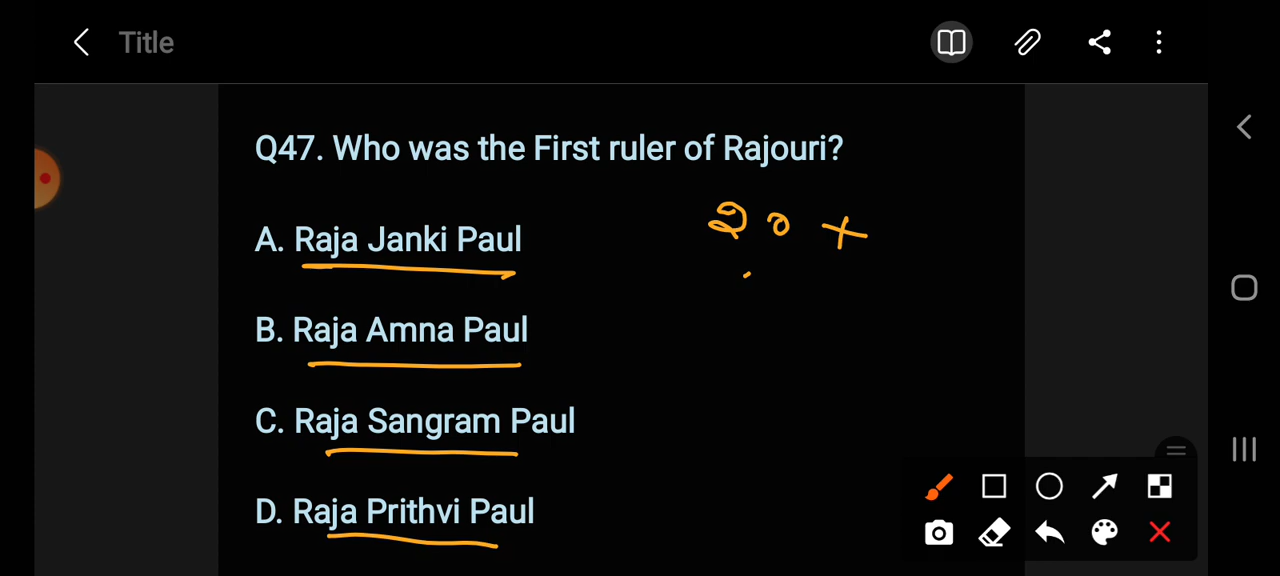 Title
Q47. Who was the First ruler of Rajouri?
A. Raja Janki Paul
B. Raja Amna Paul
C. Raja Sangram Paul
D. Raja Prithvi Paul